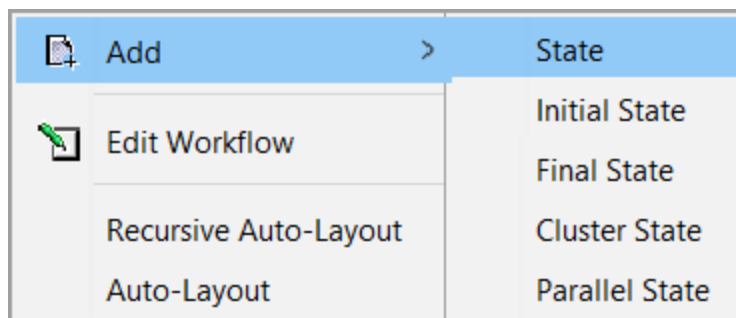 Add >
Edit Workflow
Recursive Auto-Layout
Auto-Layout
State
Initial State
Final State
Cluster State
Parallel State